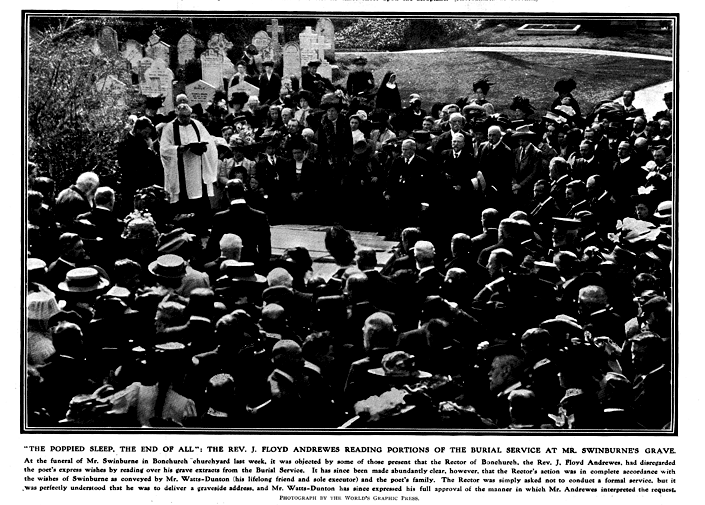 "THE POPPIED SLEEP, THE END OF ALL": THE REV. J. FLOYD ANDREWES READING PORTIONS OF THE BURIAL SERVICE AT MR. SWINBURNE'S GRAVE.
At the funeral of Mr. Swinburne in Bonchurch churchyard last week, it was objected by some of those present that the Rector of Bonchurch, the Rev. J. Floyd Andrewes, had disregarded
the poet's express wishes by reading over his grave extracts from the Burial Service. It has since been made abundantly clear, however, that the Rector's action was in complete accordance with
the wishes of Swinburne as conveyed by Mr. Watts-Dunton (his lifelong friend and sole executor) and the poet's family. The Rector was simply asked not to conduct a formal service, but it
was perfectly understood that he was to deliver a graveside address, and Mr. Watts-Dunton has since expressed his full approval of the manner in which Mr. Andrewes interpreted the request.
PHOTOGRAPH BY THE WORLD'S GRAPHIC PRESS.